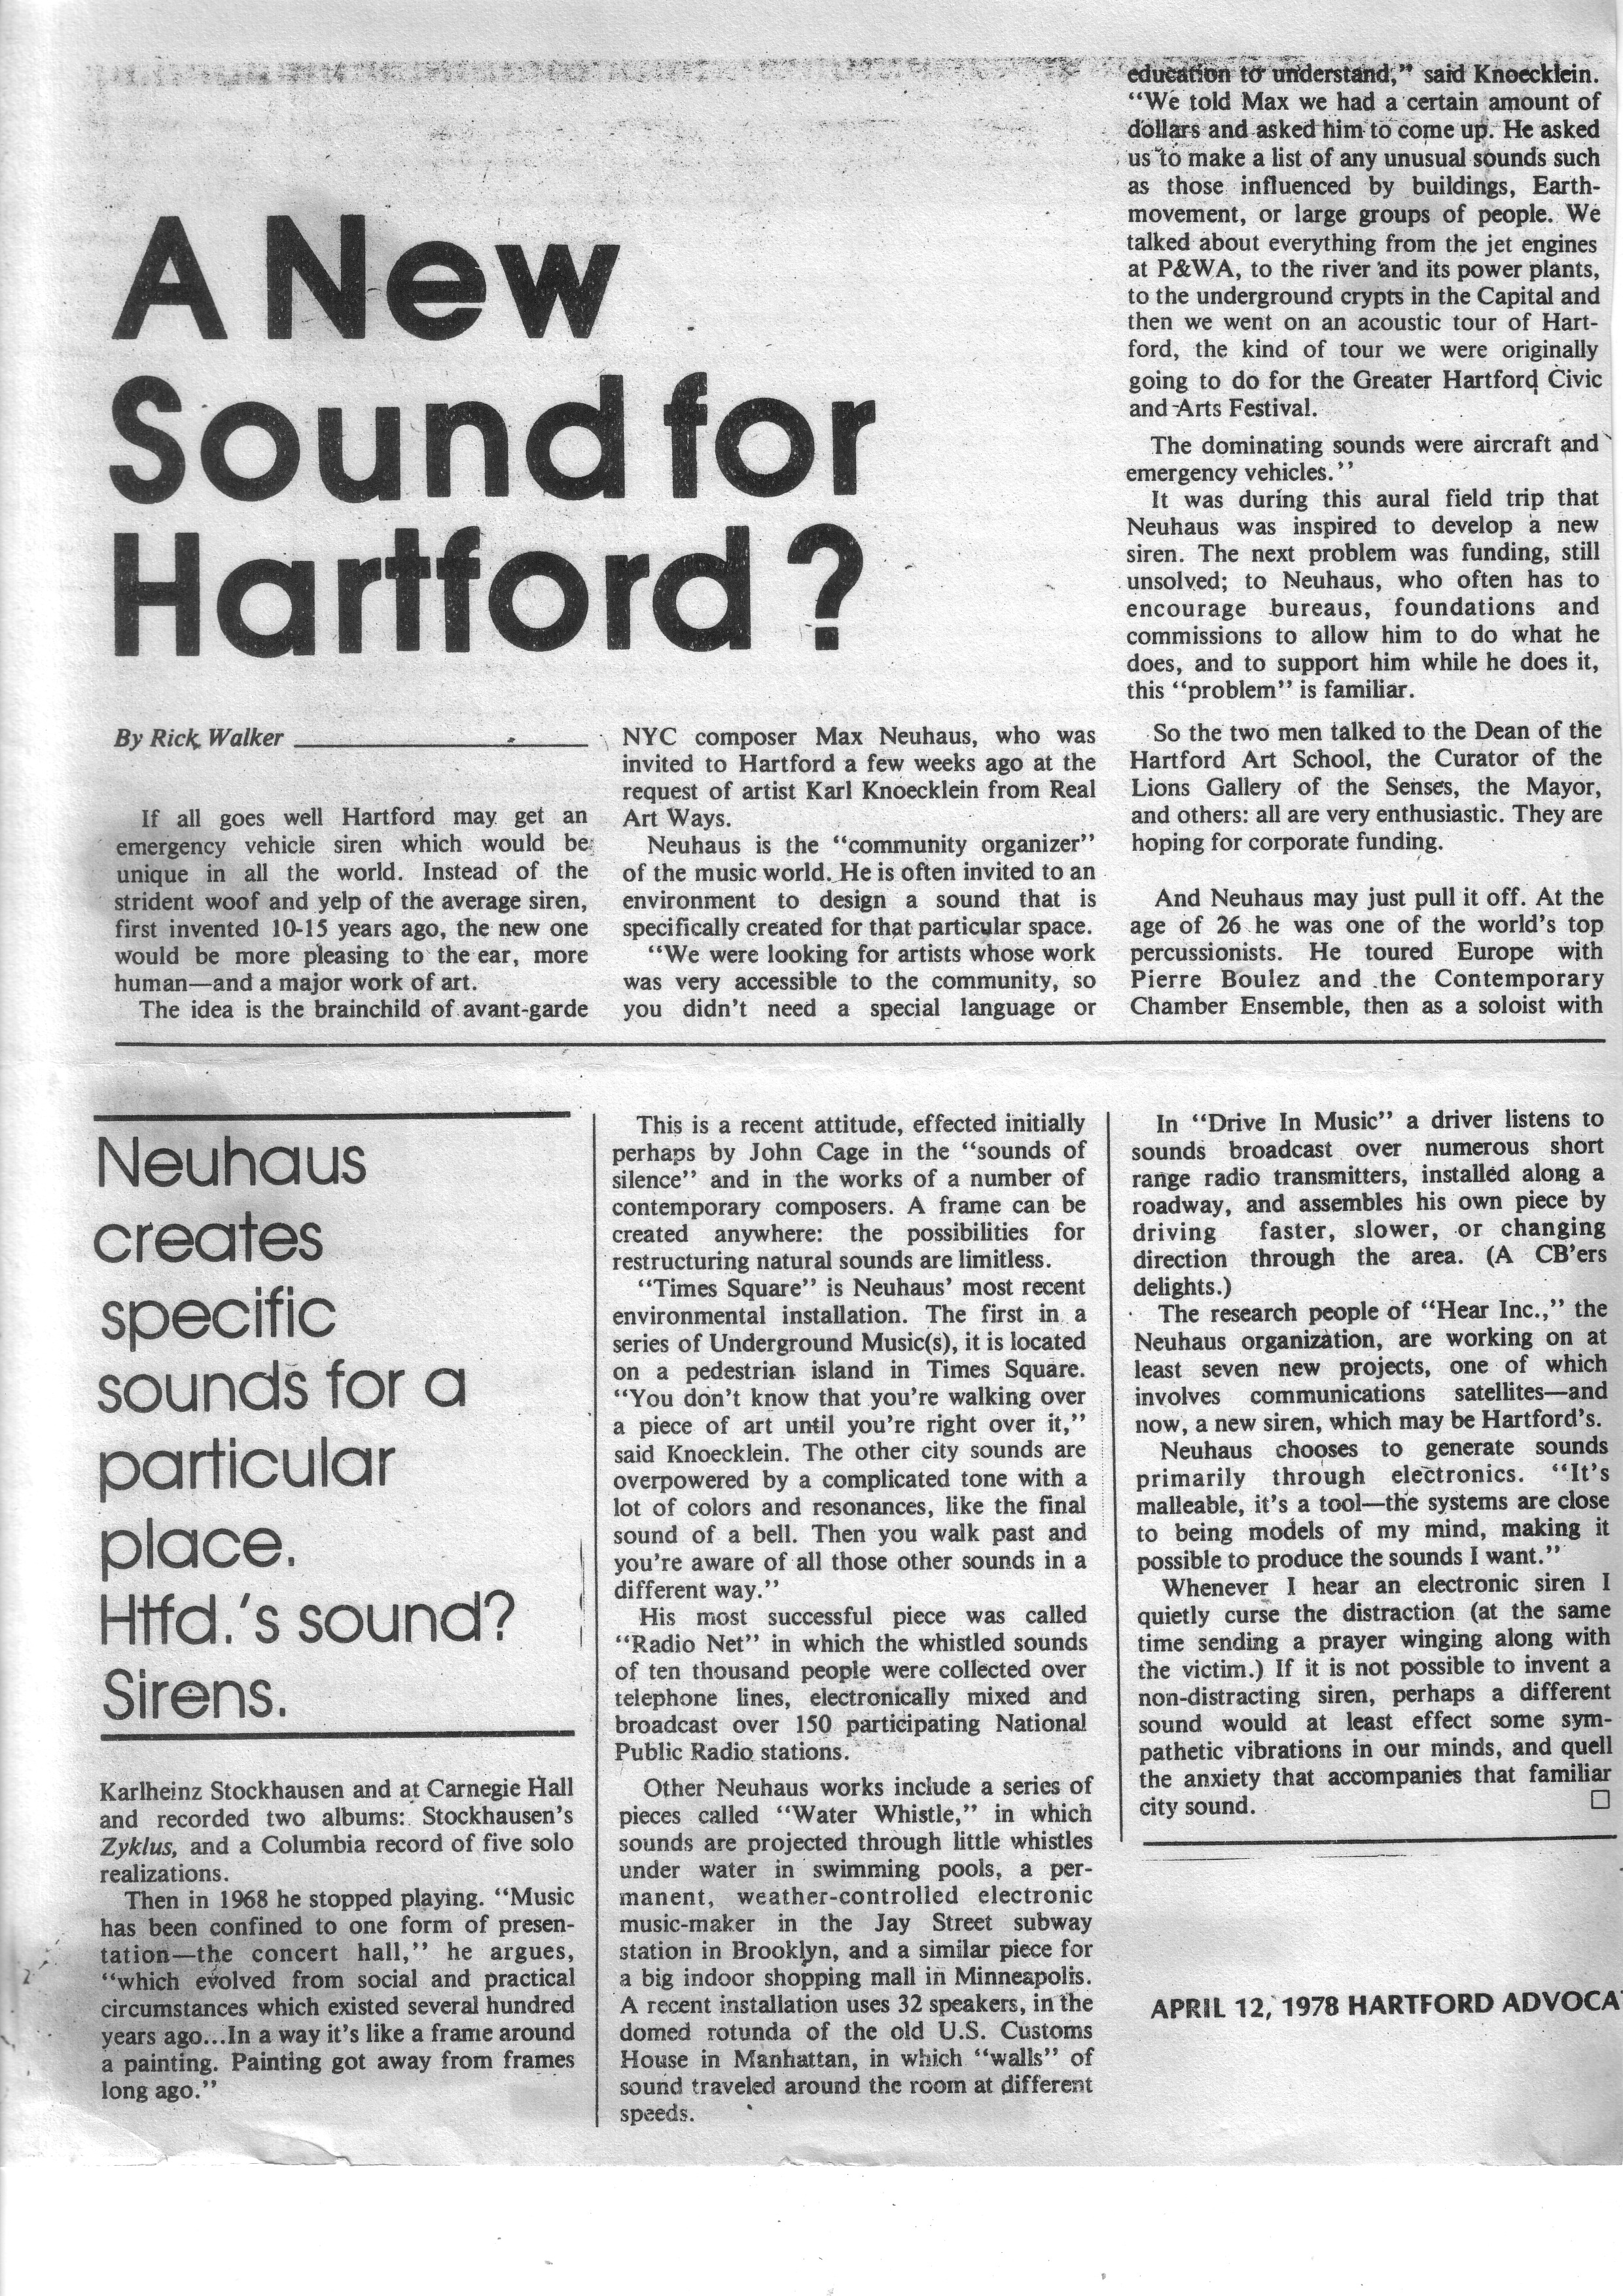 A New
Sound for
Hartford?
By Rick Walker
If all goes well Hartford may get an
emergency vehicle siren which would be
unique in all the world. Instead of the
strident woof and yelp of the average siren,
first invented 10-15 years ago, the new one
would be more pleasing to the ear, more
human—and a major work of art.
The idea is the brainchild of avant-garde
NYC composer Max Neuhaus, who was
invited to Hartford a few weeks ago at the
request of artist Karl Knoecklein from Real
Art Ways.
Neuhaus is the “community organizer”
of the music world. He is often invited to an
environment to design a sound that is
specifically created for that particular space.
“We were looking for artists whose work
was very accessible to the community, so
you didn’t need a special language or
education to understand,” said Knoecklein.
“We told Max we had a certain amount of
dollars and asked him to come up. He asked
us to make a list of any unusual sounds such
as those influenced by buildings, Earth-
movement, or large groups of people. We
talked about everything from the jet engines
at P&WA, to the river and its power plants,
to the underground crypts in the Capital and
then we went on an acoustic tour of Hart-
ford, the kind of tour we were originally
going to do for the Greater Hartford Civic
and Arts Festival.
The dominating sounds were aircraft and
emergency vehicles.”
It was during this aural field trip that
Neuhaus was inspired to develop a new
siren. The next problem was funding, still
unsolved; to Neuhaus, who often has to
encourage bureaus, foundations and
commissions to allow him to do what he
does, and to support him while he does it,
this “problem” is familiar.
So the two men talked to the Dean of the
Hartford Art School, the Curator of the
Lions Gallery of the Senses, the Mayor,
and others: all are very enthusiastic. They are
hoping for corporate funding.
And Neuhaus may just pull it off. At the
age of 26 he was one of the world’s top
percussionists. He toured Europe with
Pierre Boulez and the Contemporary
Chamber Ensemble, then as a soloist with
Neuhaus
creates
specific
sounds for a
particular
place.
Htfd.’s sound?
Sirens.
Karlheinz Stockhausen and at Carnegie Hall
and recorded two albums: Stockhausen’s
Zyklus, and a Columbia record of five solo
realizations.
Then in 1968 he stopped playing. “Music
has been confined to one form of presen-
tation—the concert hall,” he argues,
“which evolved from social and practical
circumstances which existed several hundred
years ago...In a way it’s like a frame around
a painting. Painting got away from frames
long ago.”
This is a recent attitude, effected initially
perhaps by John Cage in the “sounds of
silence” and in the works of a number of
contemporary composers. A frame can be
created anywhere: the possibilities for
restructuring natural sounds are limitless.
“Times Square” is Neuhaus’ most recent
environmental installation. The first in a
series of Underground Music(s), it is located
on a pedestrian island in Times Square.
“You don’t know that you’re walking over
a piece of art until you’re right over it,”
said Knoecklein. The other city sounds are
overpowered by a complicated tone with a
lot of colors and resonances, like the final
sound of a bell. Then you walk past and
you’re aware of all those other sounds in a
different way.”
His most successful piece was called
“Radio Net” in which the whistled sounds
of ten thousand people were collected over
telephone lines, electronically mixed and
broadcast over 150 participating National
Public Radio stations.
Other Neuhaus works include a series of
pieces called “Water Whistle,” in which
sounds are projected through little whistles
under water in swimming pools, a per-
manent, weather-controlled electronic
music-maker in the Jay Street subway
station in Brooklyn, and a similar piece for
a big indoor shopping mall in Minneapolis.
A recent installation uses 32 speakers, in the
domed rotunda of the old U.S. Customs
House in Manhattan, in which “walls” of
sound traveled around the room at different
speeds.
In “Drive In Music” a driver listens to
sounds broadcast over numerous short
range radio transmitters, installed along a
roadway, and assembles his own piece by
driving faster, slower, or changing
direction through the area. (A CB’ers
delights.)
The research people of “Hear Inc.,” the
Neuhaus organization, are working on at
least seven new projects, one of which
involves communications satellites—and
now, a new siren, which may be Hartford’s.
Neuhaus chooses to generate sounds
primarily through electronics. “It’s
malleable, it’s a tool—the systems are close
to being models of my mind, making it
possible to produce the sounds I want.”
Whenever I hear an electronic siren I
quietly curse the distraction (at the same
time sending a prayer winging along with
the victim.) If it is not possible to invent a
non-distracting siren, perhaps a different
sound would at least effect some sym-
pathetic vibrations in our minds, and quell
the anxiety that accompanies that familiar
city sound. □
APRIL 12, 1978 HARTFORD ADVOCA